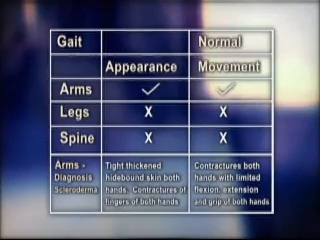 Gait Normal
Appearance Movement
Arms ✓ ✓
Legs X X
Spine X X
Arms - Tight thickened Contractures both
Diagnosis hidebound skin both hands with limited
Scleroderma hands. Contractures of flexion, extension
fingers of both hands and grip of both hands